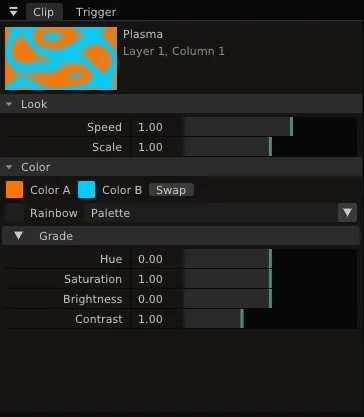 Clip Trigger
Plasma
Layer 1, Column 1
Look
Speed 1.00
Scale 1.00
Color
Color A Color B Swap
Rainbow Palette
Grade
Hue 0.00
Saturation 1.00
Brightness 0.00
Contrast 1.00